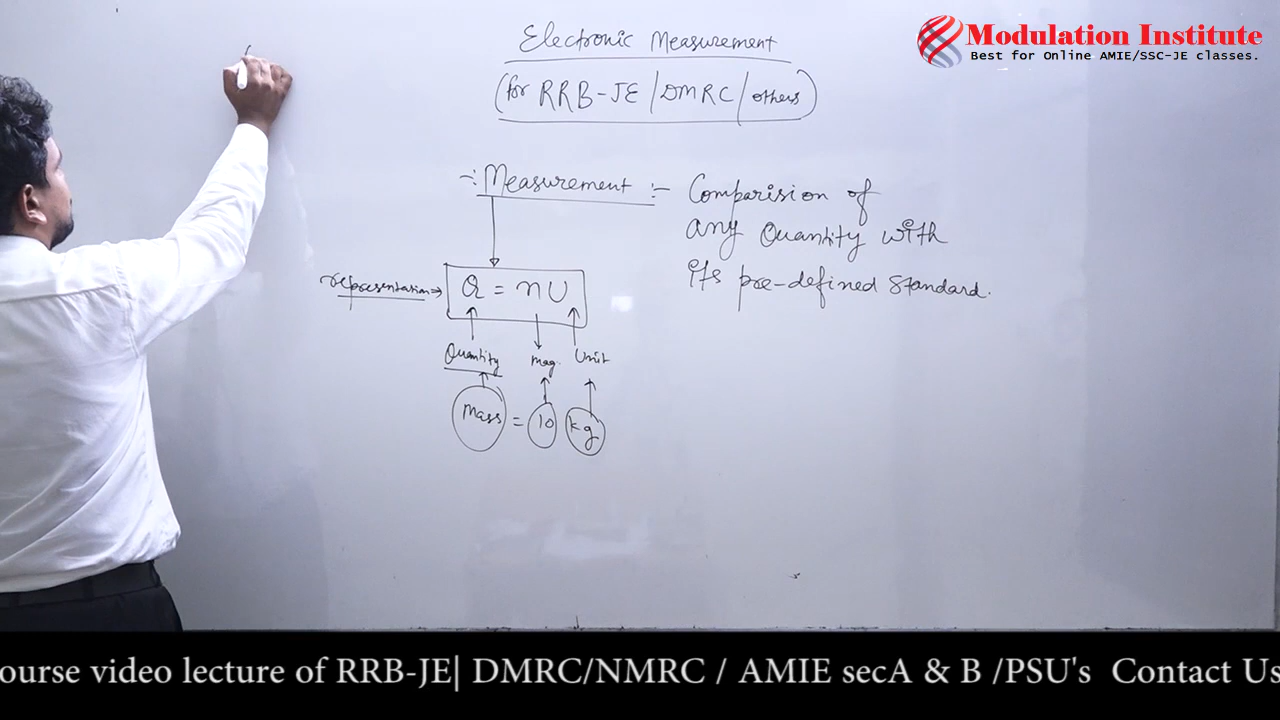 Electronic Measurement
(for RRB-JE/DMRC/others)
Modulation Institute
Best for Online AMIE/SSC-JE classes.
-: Measurement :- Comparision of
any Quantity with
its pre-defined Standard.
representation → Q = nU
Quantity mag. Unit
Mass = 10 kg
ourse video lecture of RRB-JE| DMRC/NMRC / AMIE secA & B /PSU's Contact Us